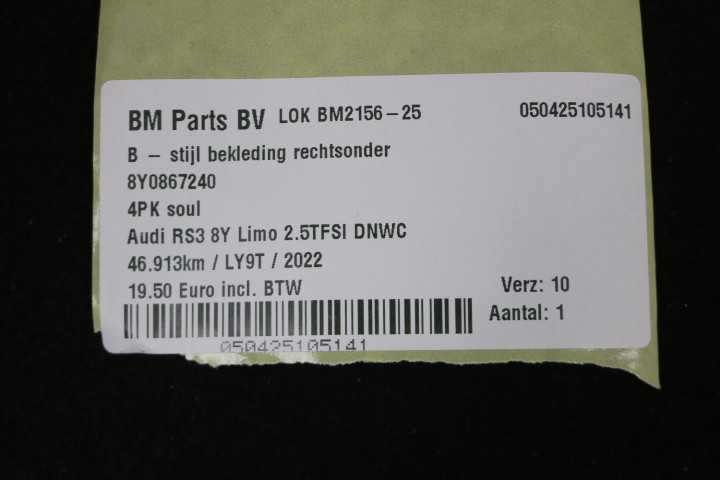 BM Parts BV LOK BM2156-25 050425105141
B - stijl bekleding rechtsonder
8Y0867240
4PK soul
Audi RS3 8Y Limo 2.5TFSI DNWC
46.913km / LY9T / 2022
19.50 Euro incl. BTW Verz: 10
Aantal: 1
050425105141